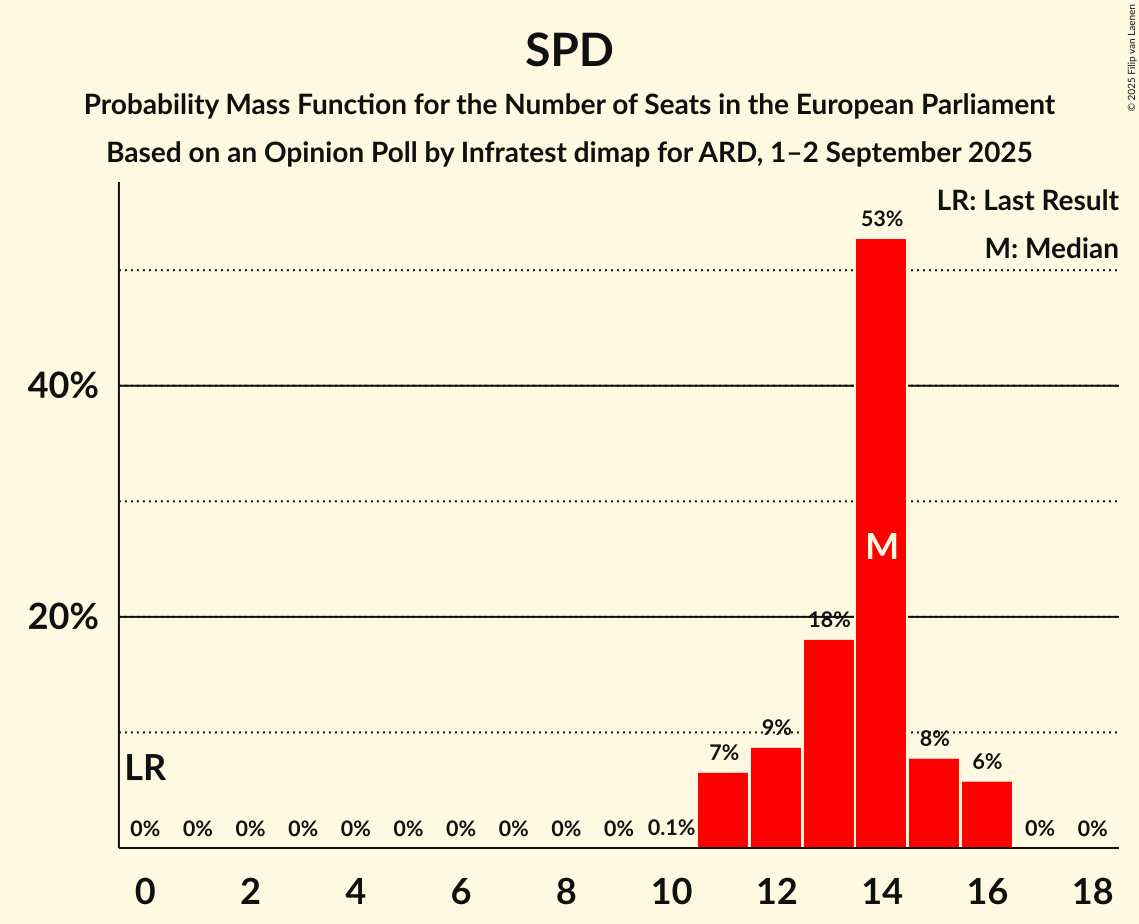 SPD
Probability Mass Function for the Number of Seats in the European Parliament
Based on an Opinion Poll by Infratest dimap for ARD, 1–2 September 2025
© 2025 Filip van Laenen
LR: Last Result
M: Median
53%
40%
M
20%
18%
9%
8%
7%
6%
LR
0% 0% 0% 0% 0% 0% 0% 0% 0% 0% 0.1% 0% 0%
0 2 4 6 8 10 12 14 16 18